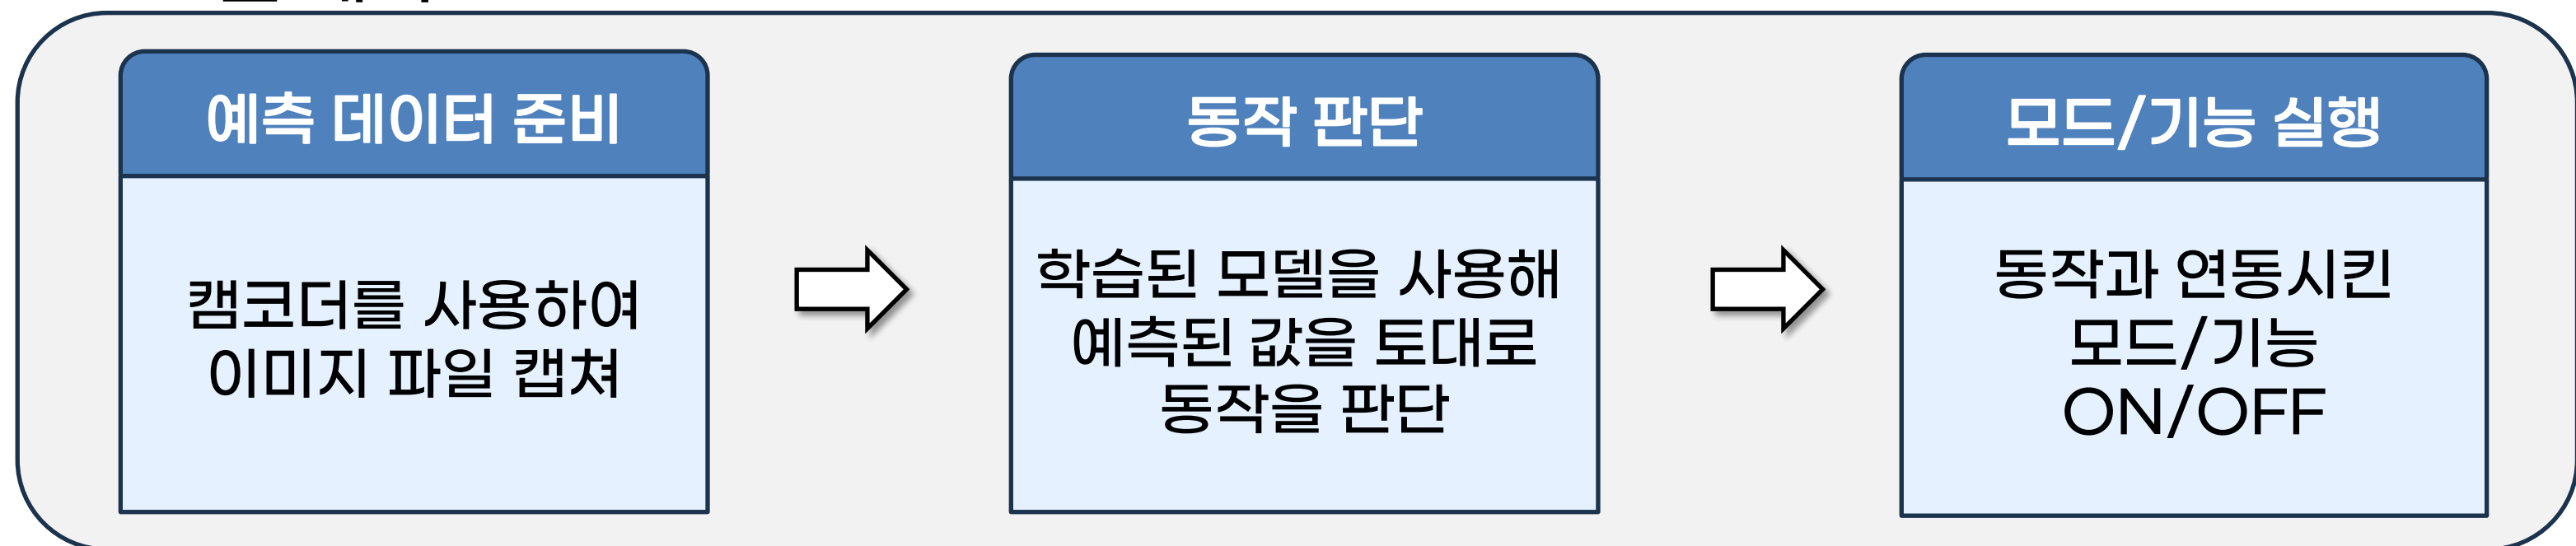 예측 데이터 준비
캠코더를 사용하여
이미지 파일 캡쳐
동작 판단
학습된 모델을 사용해
예측된 값을 토대로
동작을 판단
모드/기능 실행
동작과 연동시킨
모드/기능
ON/OFF